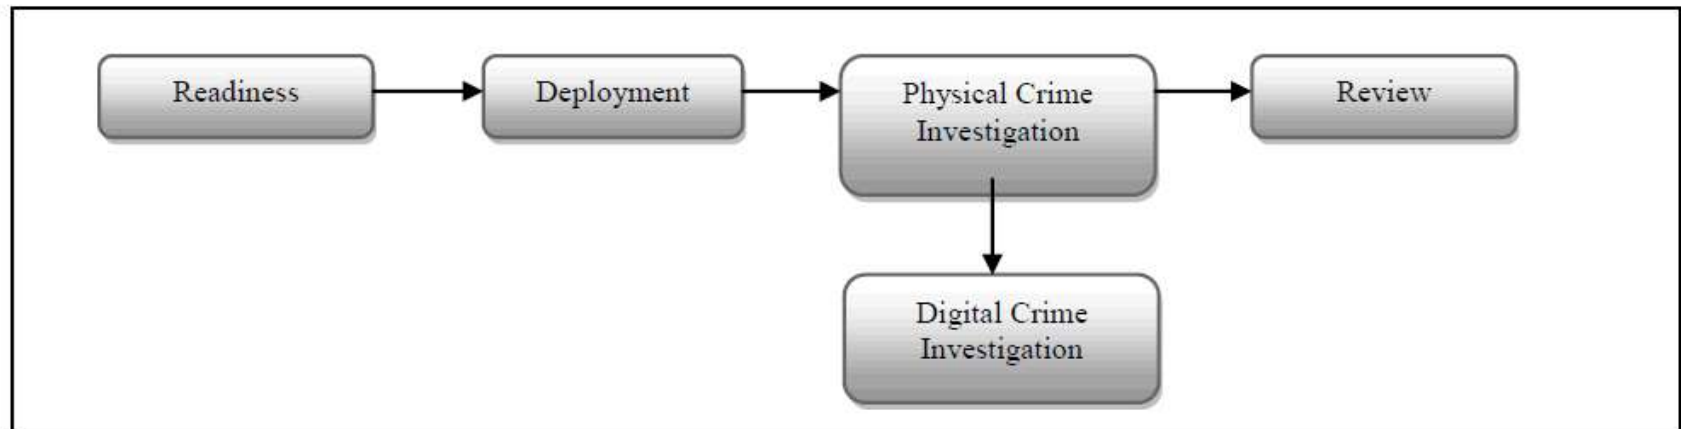 Readiness
Deployment
Physical Crime
Investigation
Review
Digital Crime
Investigation